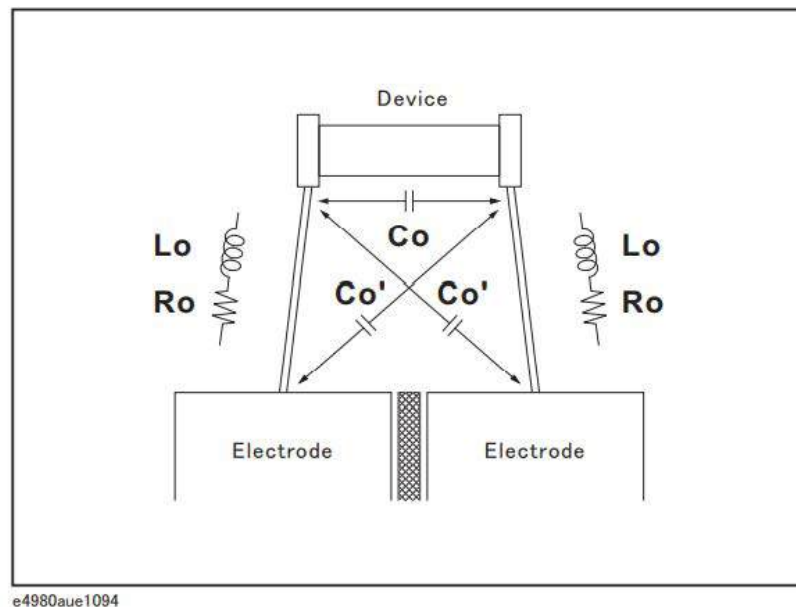 Device
Co
Lo
Lo
Ro
Co'
Co'
Ro
Electrode
Electrode
e4980aue1094